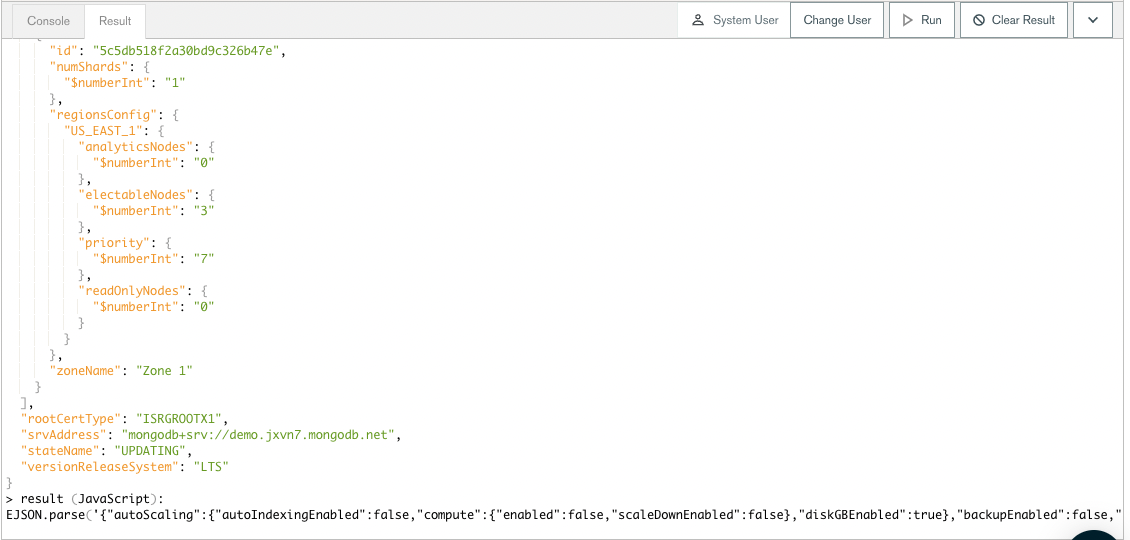 Console Result System User Change User Run Clear Result
"id": "5c5db518f2a30bd9c326b47e",
"numShards": {
"$numberInt": "1"
},
"regionsConfig": {
"US_EAST_1": {
"analyticsNodes": {
"$numberInt": "0"
},
"electableNodes": {
"$numberInt": "3"
},
"priority": {
"$numberInt": "7"
},
"readOnlyNodes": {
"$numberInt": "0"
}
}
},
"zoneName": "Zone 1"
}
],
"rootCertType": "ISRGROOTX1",
"srvAddress": "mongodb+srv://demo.jxvn7.mongodb.net",
"stateName": "UPDATING",
"versionReleaseSystem": "LTS"
}
> result (JavaScript):
EJSON.parse('{"autoScaling":{"autoIndexingEnabled":false,"compute":{"enabled":false,"scaleDownEnabled":false},"diskGBEnabled":true},"backupEnabled":false,"